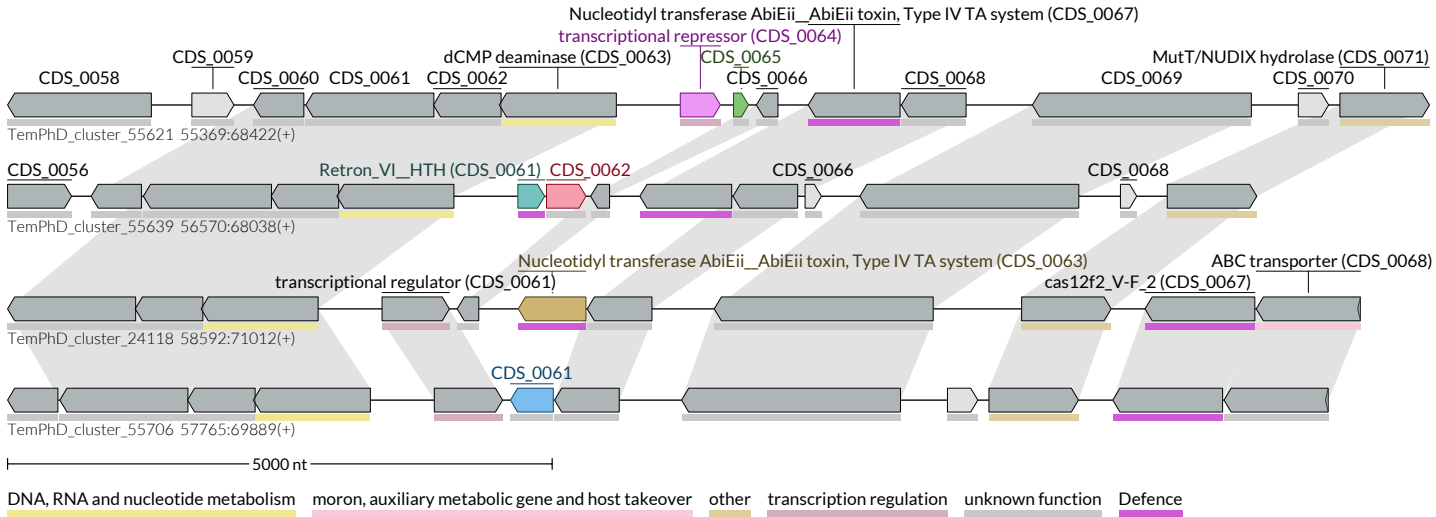 Nucleotidyl transferase AbiEii__AbiEii toxin, Type IV TA system (CDS_0067)
transcriptional repressor (CDS_0064)
CDS_0059 dCMP deaminase (CDS_0063) CDS_0065 MutT/NUDIX hydrolase (CDS_0071)
CDS_0058 CDS_0060 CDS_0061 CDS_0062 CDS_0066 CDS_0068 CDS_0069 CDS_0070
TemPhD_cluster_55621 55369:68422(+)
CDS_0056 Retron_VI__HTH (CDS_0061) CDS_0062 CDS_0066 CDS_0068
TemPhD_cluster_55639 56570:68038(+)
Nucleotidyl transferase AbiEii__AbiEii toxin, Type IV TA system (CDS_0063) ABC transporter (CDS_0068)
transcriptional regulator (CDS_0061) cas12f2_V-F_2 (CDS_0067)
TemPhD_cluster_24118 58592:71012(+)
CDS_0061
TemPhD_cluster_55706 57765:69889(+)
5000 nt
DNA, RNA and nucleotide metabolism moron, auxiliary metabolic gene and host takeover other transcription regulation unknown function Defence